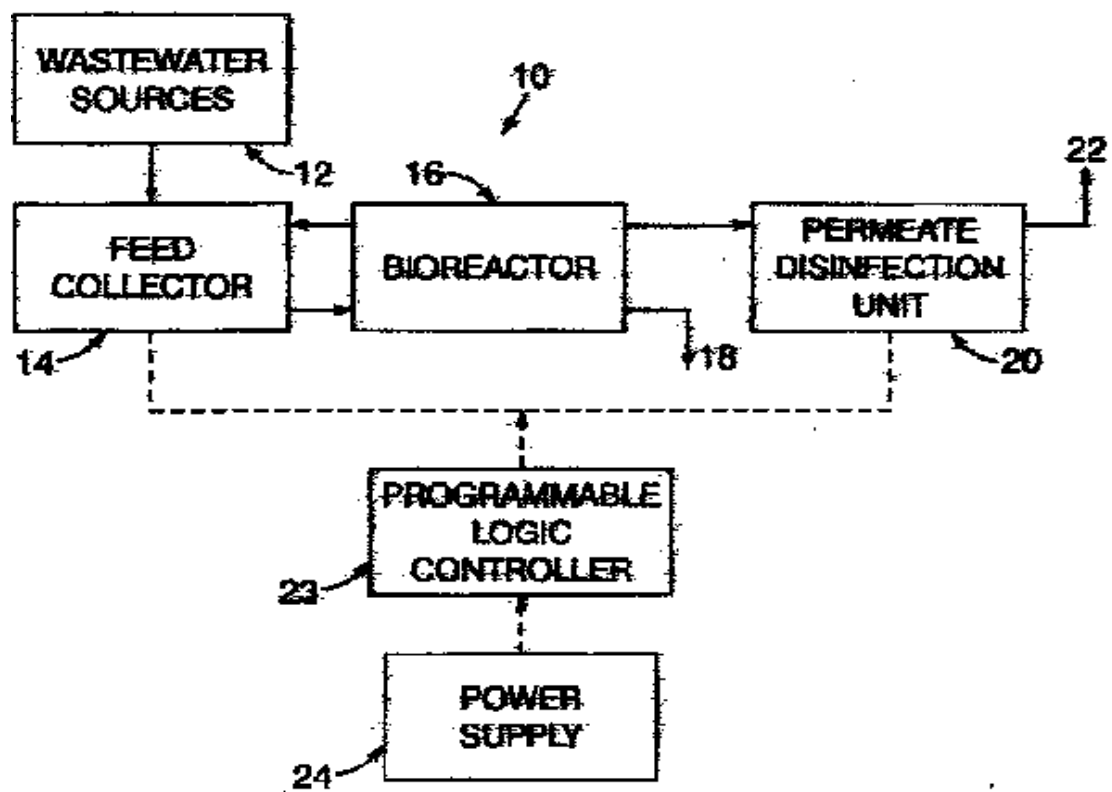 WASTEWATER
SOURCES
10
12
16
22
FEED
COLLECTOR
BIOREACTOR
PERMEATE
DISINFECTION
UNIT
14
18
20
PROGRAMMABLE
LOGIC
CONTROLLER
23
POWER
SUPPLY
24